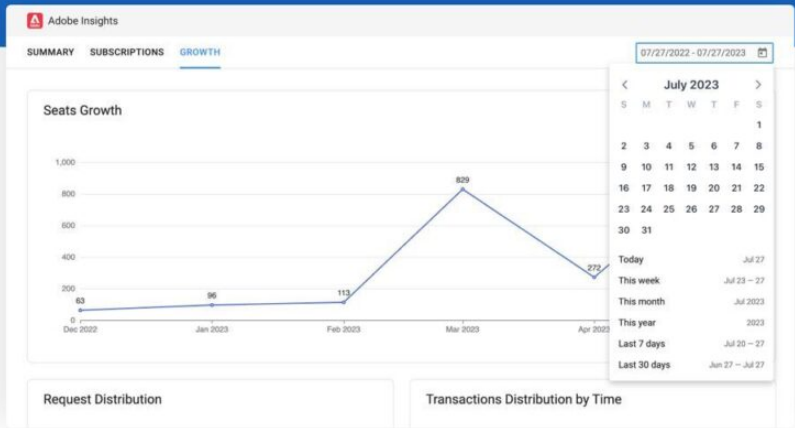 Adobe Insights
SUMMARY SUBSCRIPTIONS GROWTH
07/27/2022 - 07/27/2023
July 2023
S M T W T F S
1
2 3 4 5 6 7 8
9 10 11 12 13 14 15
16 17 18 19 20 21 22
23 24 25 26 27 28 29
30 31
Today Jul 27
This week Jul 23 – 27
This month Jul 2023
This year 2023
Last 7 days Jul 20 – 27
Last 30 days Jun 27 – Jul 27
Seats Growth
1,000
800
600
400
200
0
63
96
113
829
272
Dec 2022 Jan 2023 Feb 2023 Mar 2023 Apr 2023
Request Distribution
Transactions Distribution by Time